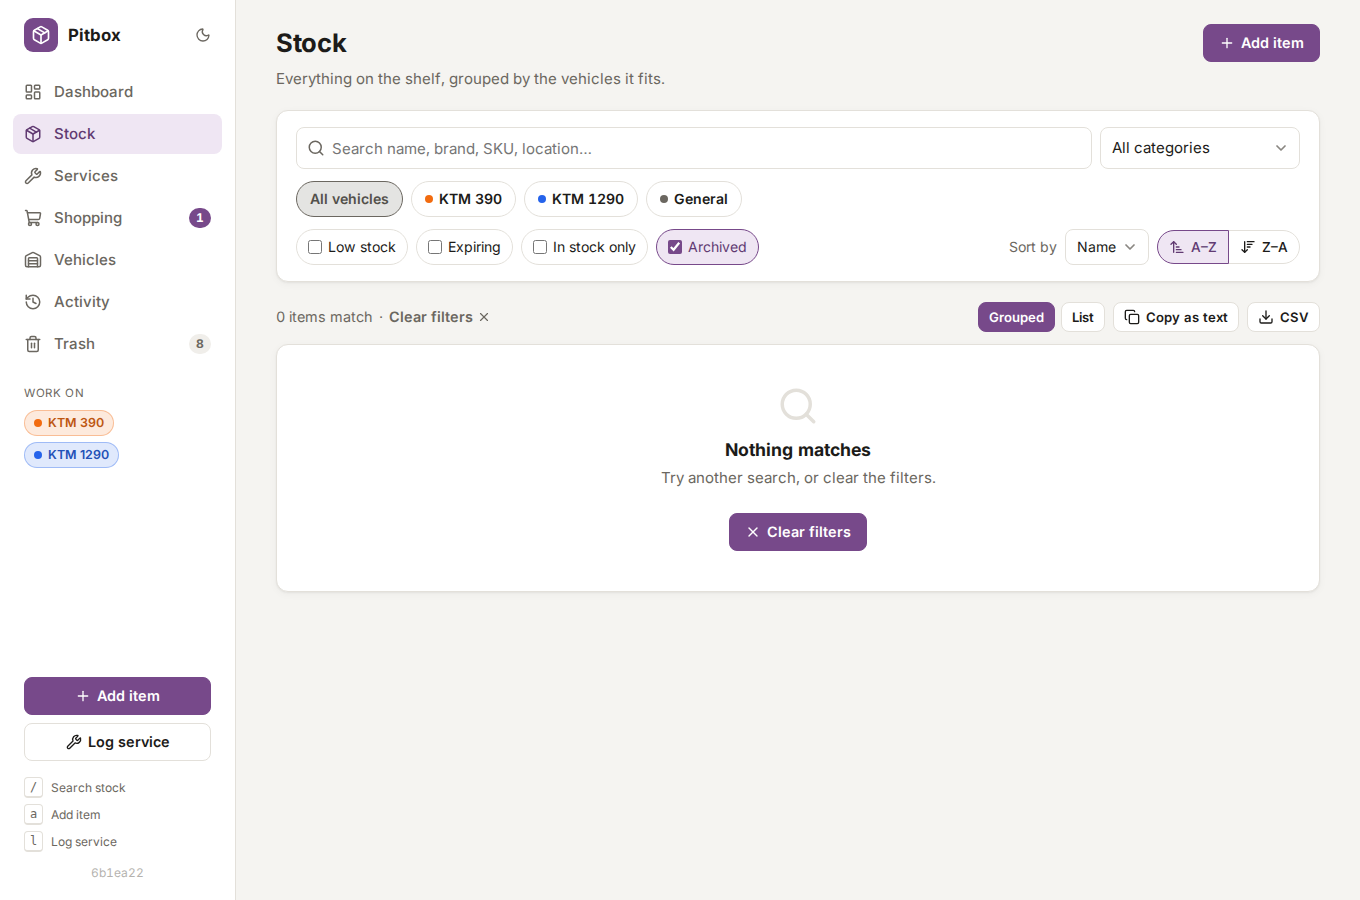 Pitbox
Dashboard
Stock
Services
Shopping 1
Vehicles
Activity
Trash 8
WORK ON
KTM 390
KTM 1290
Add item
Log service
/ Search stock
a Add item
l Log service
6b1ea22
Stock
Add item
Everything on the shelf, grouped by the vehicles it fits.
Search name, brand, SKU, location...
All categories
All vehicles KTM 390 KTM 1290 General
Low stock Expiring In stock only Archived Sort by Name A–Z Z–A
0 items match · Clear filters Grouped List Copy as text CSV
Nothing matches
Try another search, or clear the filters.
Clear filters